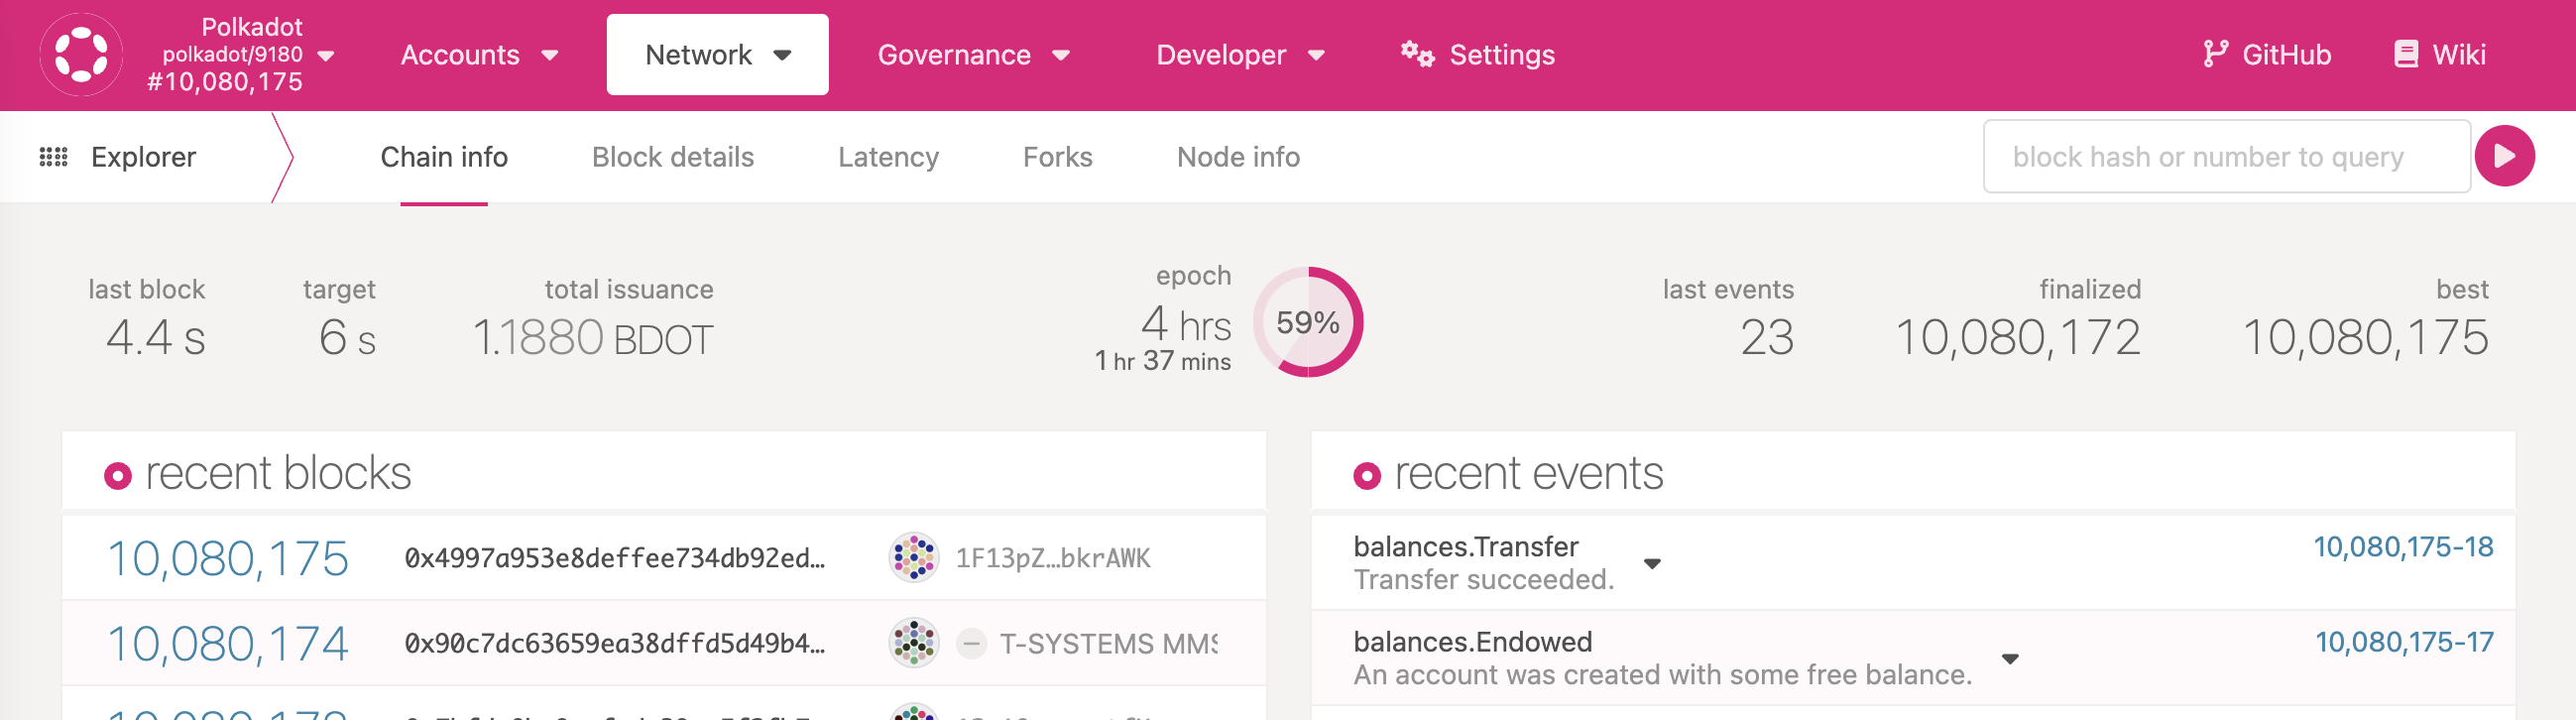 Polkadot
polkadot/9180
#10,080,175
Accounts
Network
Governance
Developer
Settings
GitHub
Wiki
Explorer
Chain info
Block details
Latency
Forks
Node info
block hash or number to query
last block
4.4 s
target
6 s
total issuance
1.1880 BDOT
epoch
4 hrs
1 hr 37 mins
59%
last events
23
finalized
10,080,172
best
10,080,175
recent blocks
10,080,175 0x4997a953e8deffee734db92ed… 1F13pZ…bkrAWK
10,080,174 0x90c7dc63659ea38dffd5d49b4… T-SYSTEMS MMS
recent events
balances.Transfer
Transfer succeeded.
10,080,175-18
balances.Endowed
An account was created with some free balance.
10,080,175-17